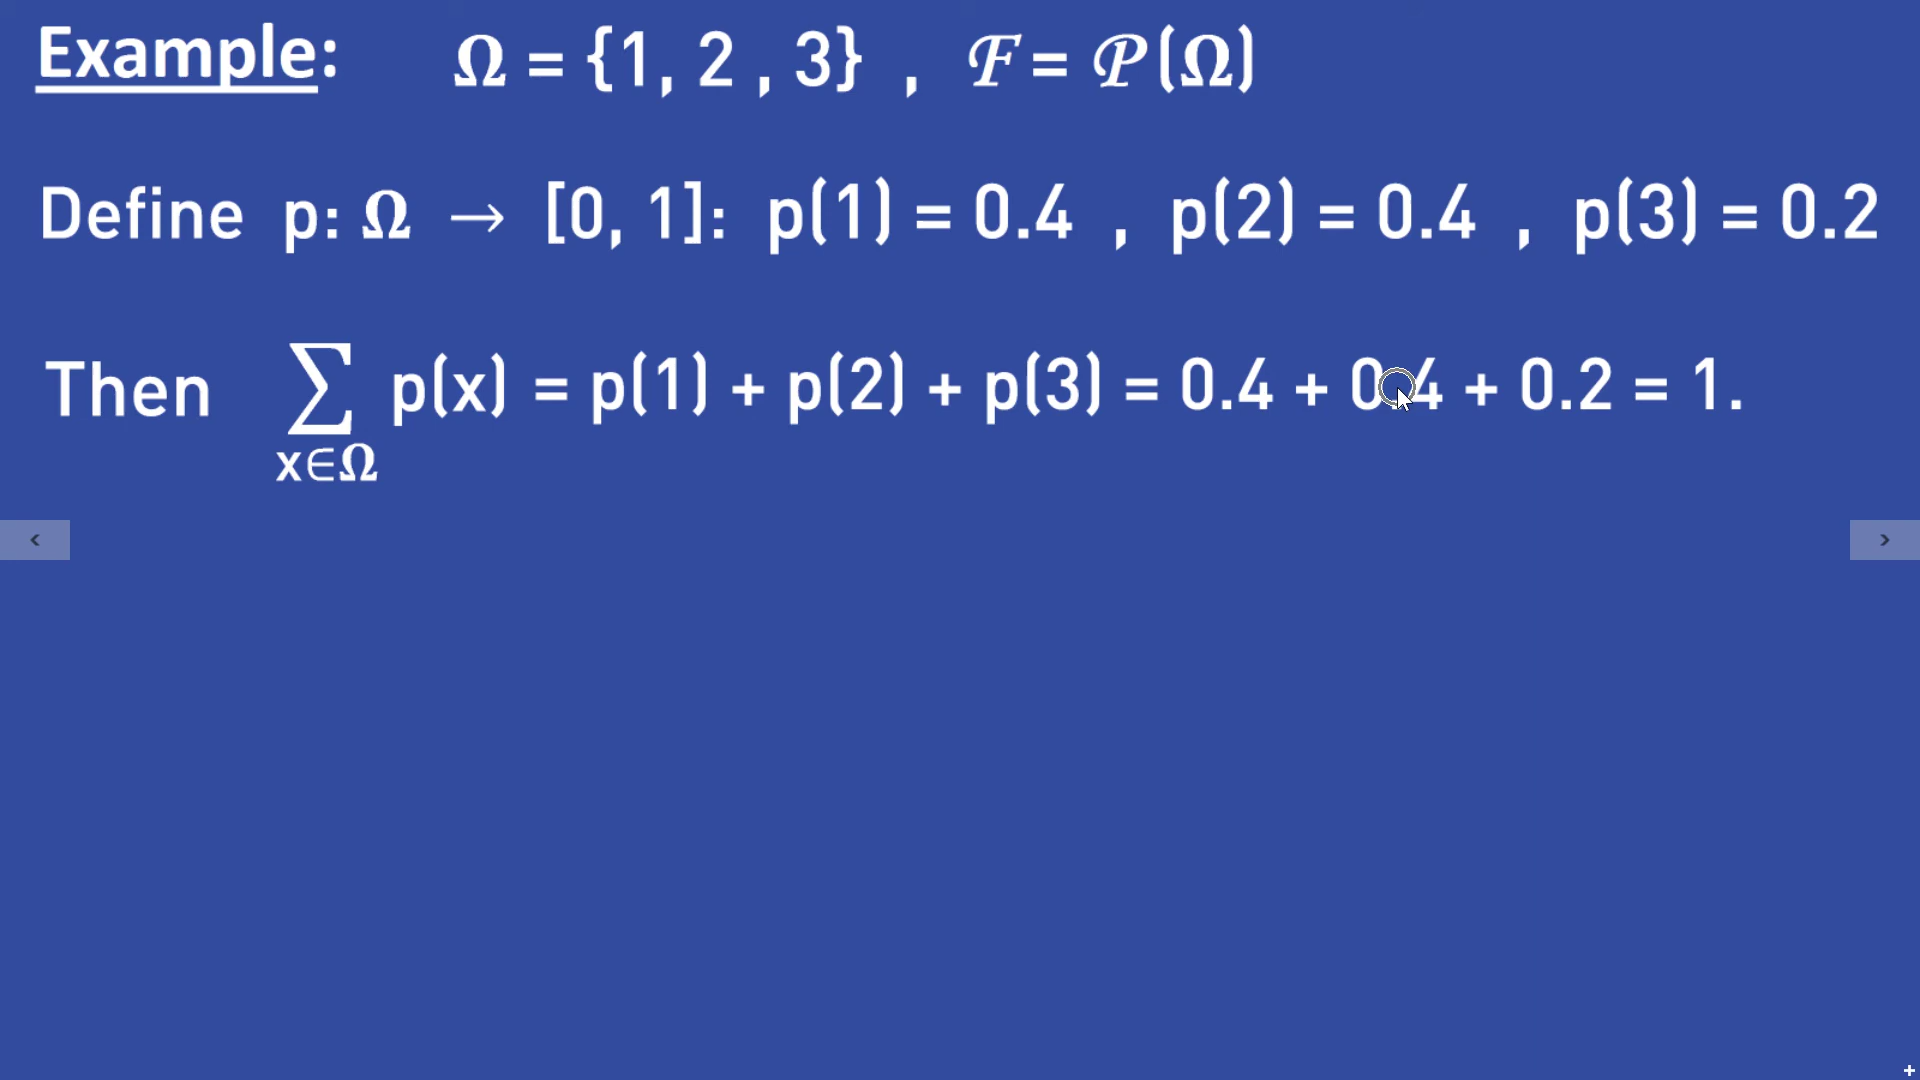 Example: Ω = {1, 2 , 3} , ℱ = 𝒫(Ω)
Define p: Ω → [0, 1]: p(1) = 0.4 , p(2) = 0.4 , p(3) = 0.2
Then ∑ p(x) = p(1) + p(2) + p(3) = 0.4 + 0.4 + 0.2 = 1.
x∈Ω